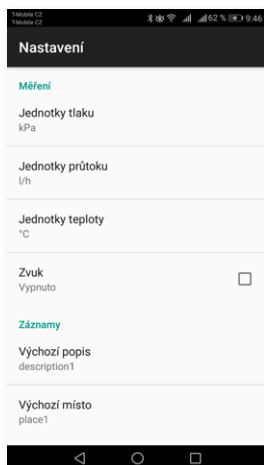 T-Mobile CZ
T-Mobile CZ
62 % 9:46
Nastavení
Měření
Jednotky tlaku
kPa
Jednotky průtoku
l/h
Jednotky teploty
°C
Zvuk
Vypnuto
Záznamy
Výchozí popis
description1
Výchozí místo
place1